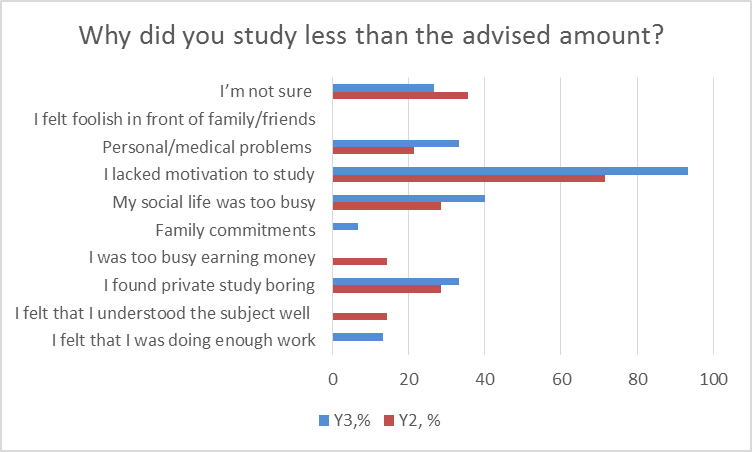 Why did you study less than the advised amount?
I'm not sure
I felt foolish in front of family/friends
Personal/medical problems
I lacked motivation to study
My social life was too busy
Family commitments
I was too busy earning money
I found private study boring
I felt that I understood the subject well
I felt that I was doing enough work
0 20 40 60 80 100
Y3,% Y2, %